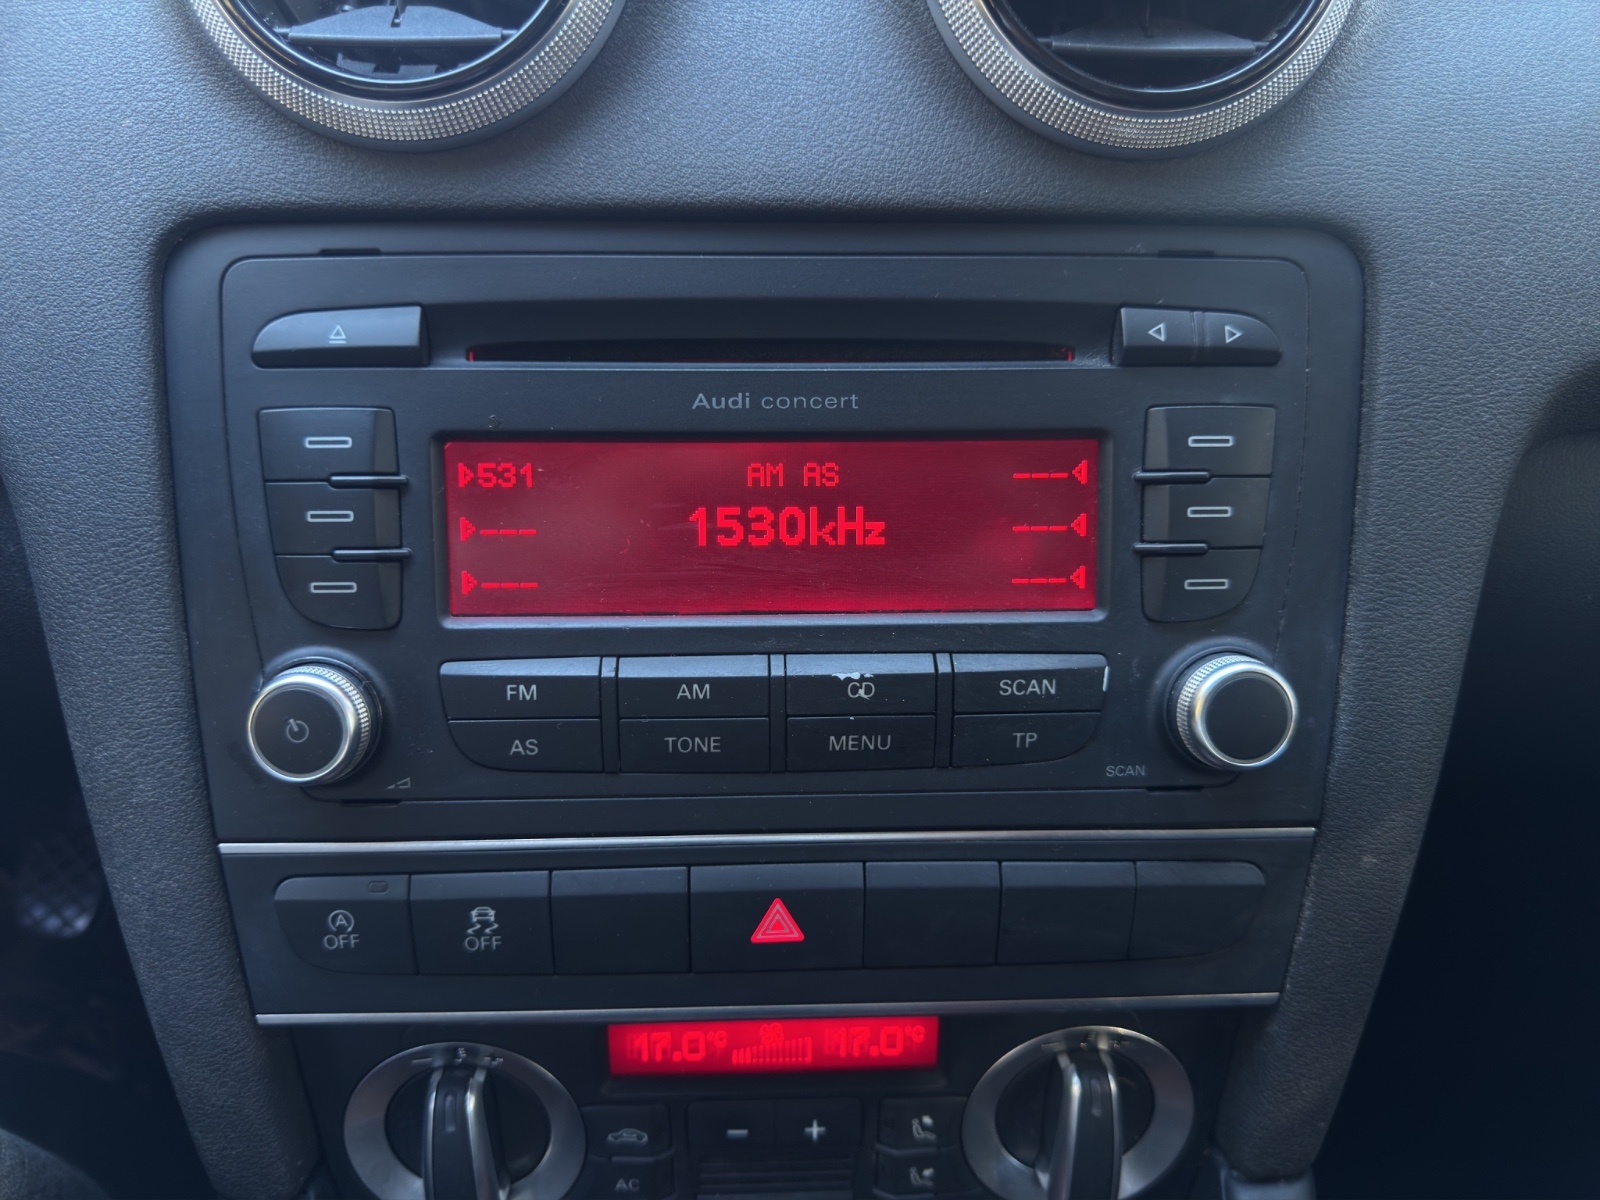 Audi concert
531 AM AS ---
--- 1530kHz ---
--- ---
FM AM CD SCAN
AS TONE MENU TP
SCAN
A OFF OFF
17.0°C 17.0°C
- +
AC